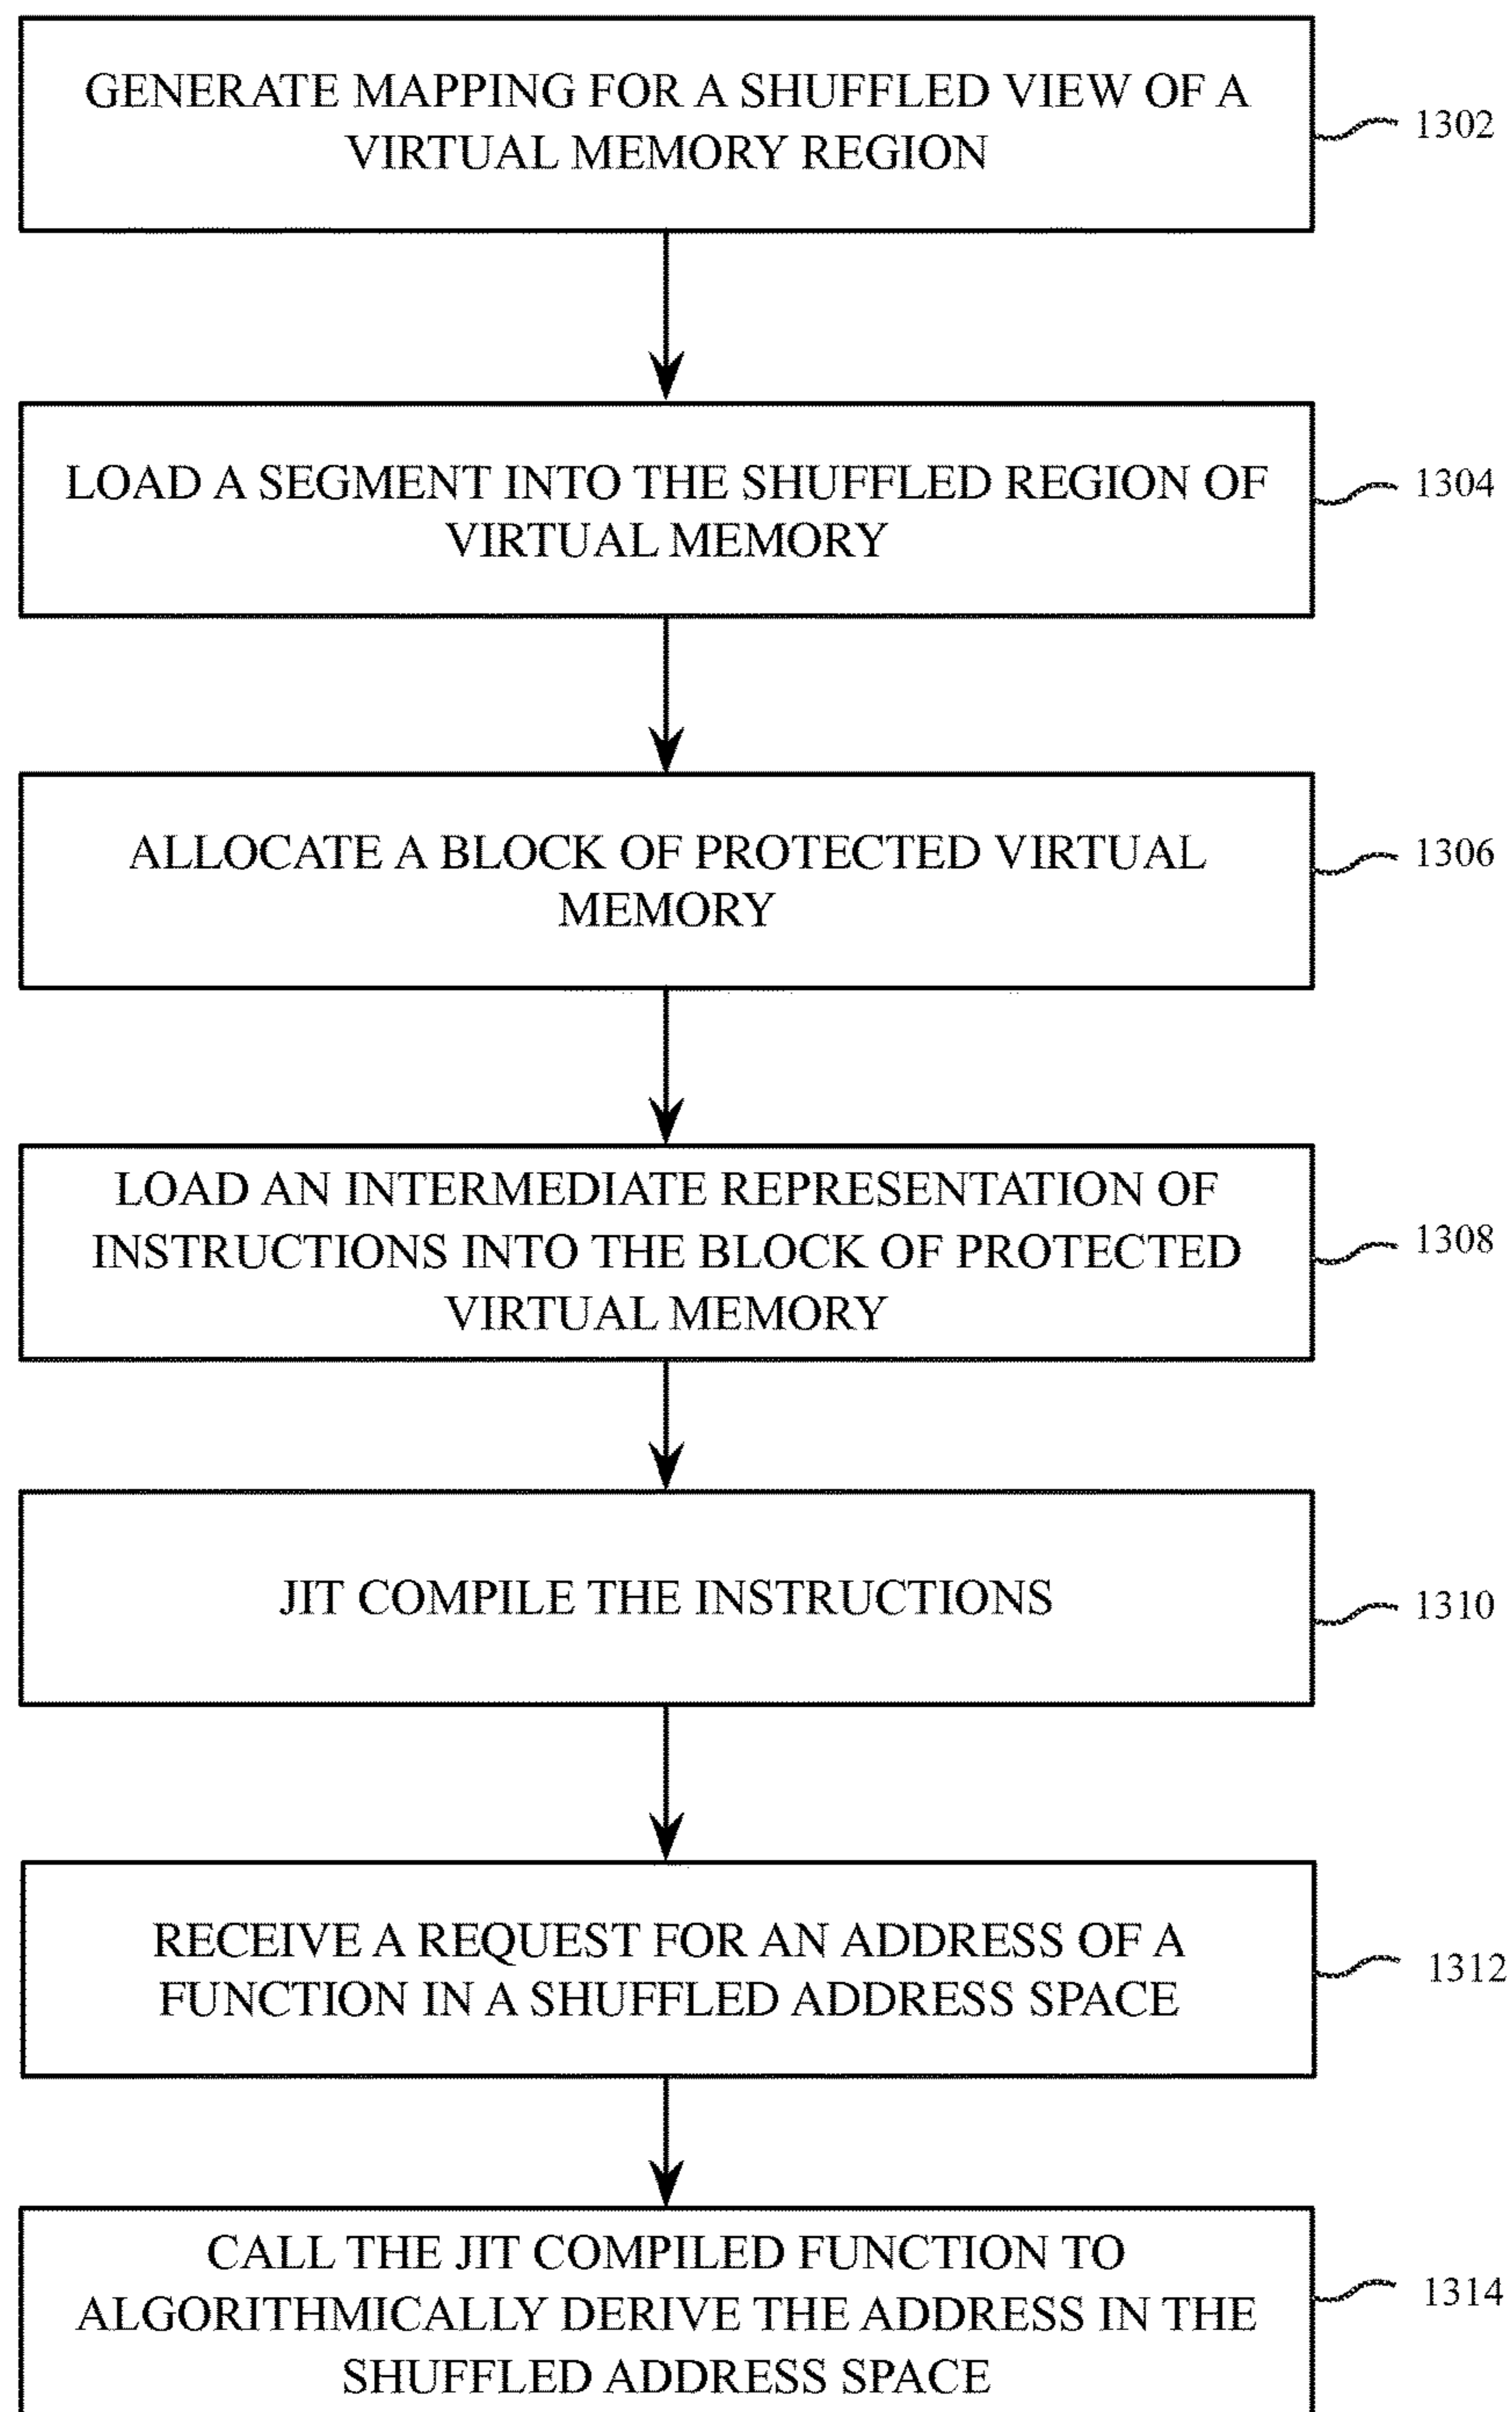 GENERATE MAPPING FOR A SHUFFLED VIEW OF A
VIRTUAL MEMORY REGION
1302
LOAD A SEGMENT INTO THE SHUFFLED REGION OF
VIRTUAL MEMORY
1304
ALLOCATE A BLOCK OF PROTECTED VIRTUAL
MEMORY
1306
LOAD AN INTERMEDIATE REPRESENTATION OF
INSTRUCTIONS INTO THE BLOCK OF PROTECTED
VIRTUAL MEMORY
1308
JIT COMPILE THE INSTRUCTIONS
1310
RECEIVE A REQUEST FOR AN ADDRESS OF A
FUNCTION IN A SHUFFLED ADDRESS SPACE
1312
CALL THE JIT COMPILED FUNCTION TO
ALGORITHMICALLY DERIVE THE ADDRESS IN THE
SHUFFLED ADDRESS SPACE
1314